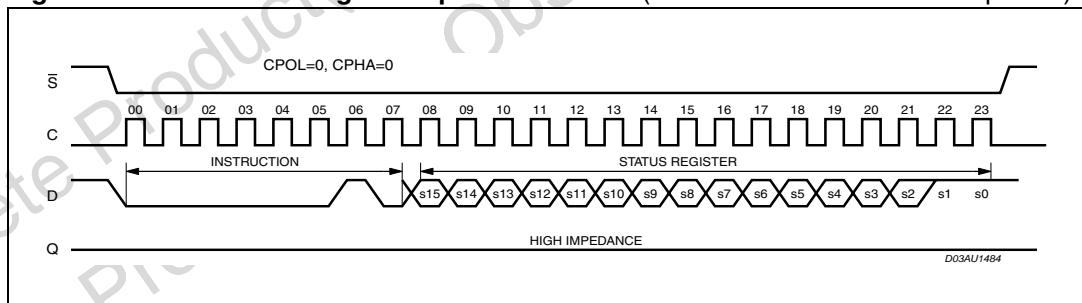 CPOL=0, CPHA=0
S
00 01 02 03 04 05 06 07 08 09 10 11 12 13 14 15 16 17 18 19 20 21 22 23
C
INSTRUCTION STATUS REGISTER
D s15 s14 s13 s12 s11 s10 s9 s8 s7 s6 s5 s4 s3 s2 s1 s0
HIGH IMPEDANCE
Q
D03AU1484